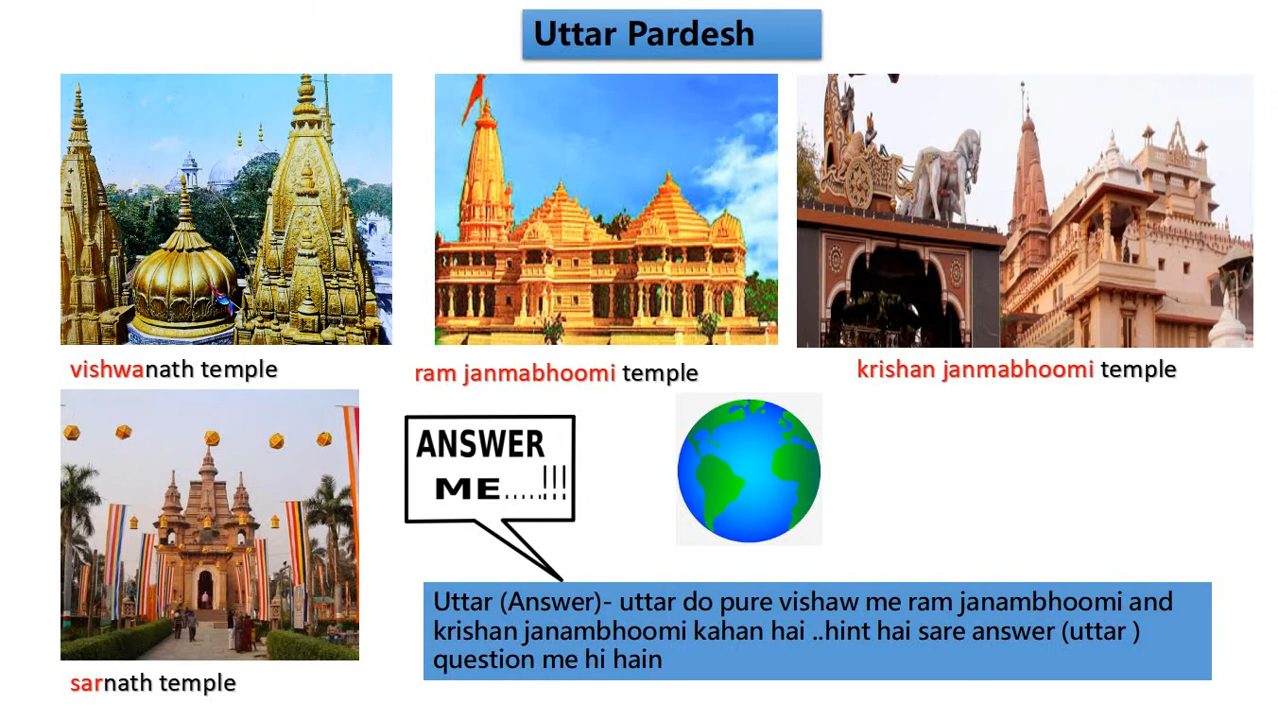 Uttar Pardesh
vishwanath temple
ram janmabhoomi temple
krishan janmabhoomi temple
sarnath temple
ANSWER
ME.....!!!
Uttar (Answer)- uttar do pure vishaw me ram janambhoomi and
krishan janambhoomi kahan hai ..hint hai sare answer (uttar )
question me hi hain